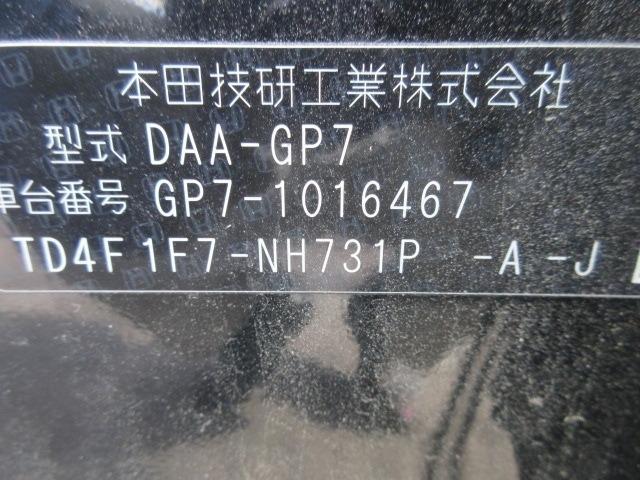 本田技研工業株式会社
型式 DAA-GP7
車台番号 GP7-1016467
TD4F1F7-NH731P -A -J